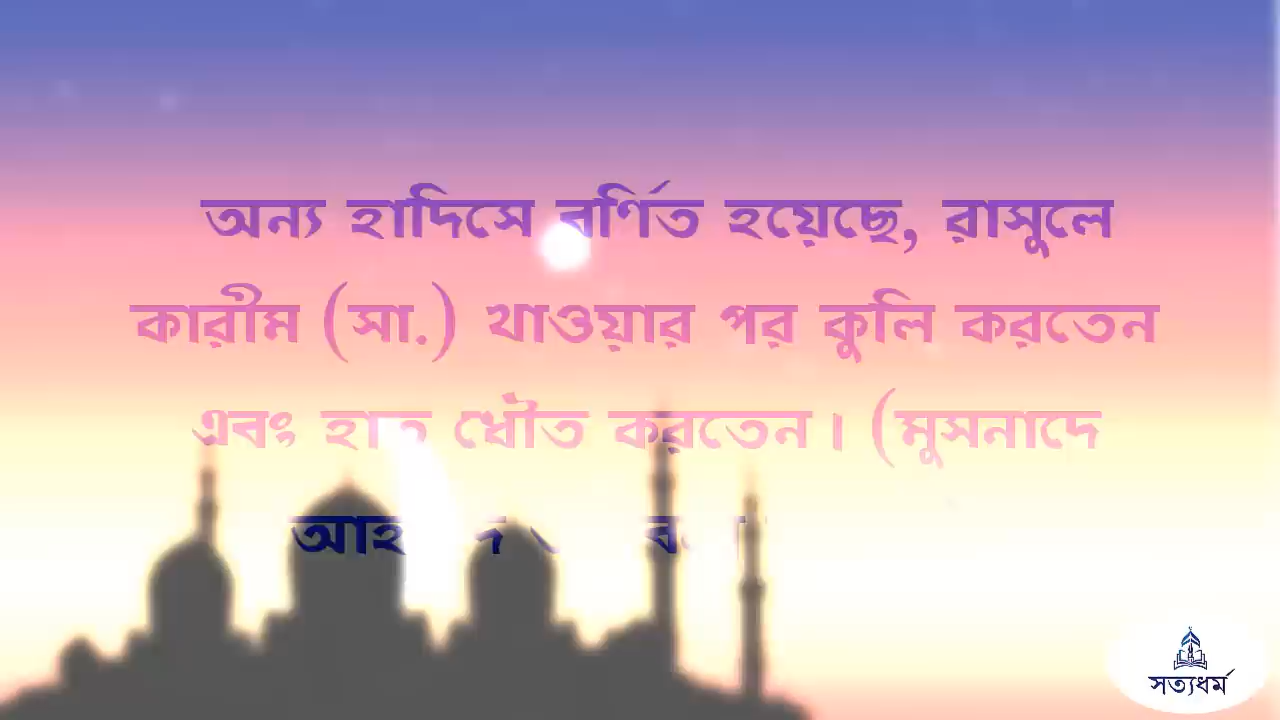 অন্য হাদিসে বর্ণিত হয়েছে, রাসুলে
কারীম (সা.) খাওয়ার পর কুলি করতেন
এবং হাত ধৌত করতেন। (মুসনাদে
সত্যধর্ম